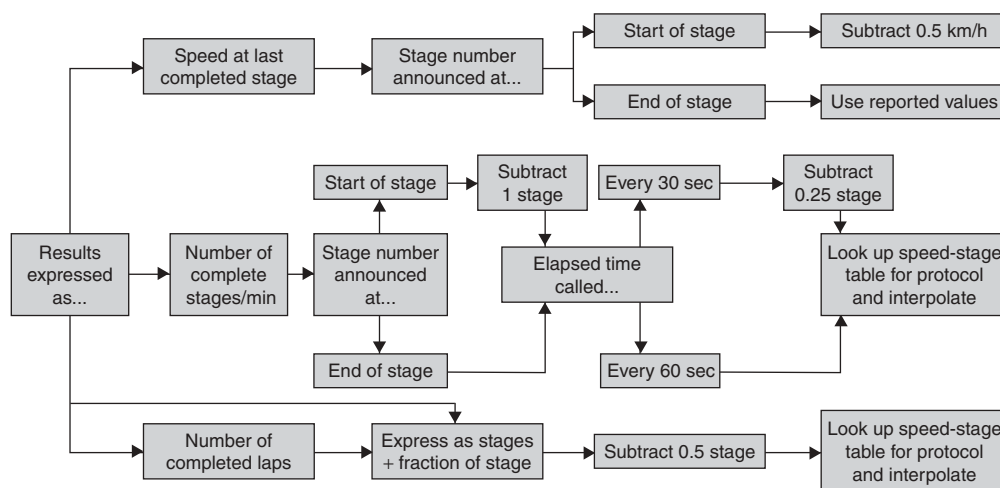 Speed at last
completed stage
Stage number
announced at...
Start of stage
Subtract 0.5 km/h
End of stage
Use reported values
Results
expressed
as...
Number of
complete
stages/min
Start of stage
Stage number
announced
at...
End of stage
Subtract
1 stage
Elapsed time
called...
Every 30 sec
Subtract
0.25 stage
Every 60 sec
Look up speed-stage
table for protocol
and interpolate
Number of
completed laps
Express as stages
+ fraction of stage
Subtract 0.5 stage
Look up speed-stage
table for protocol
and interpolate